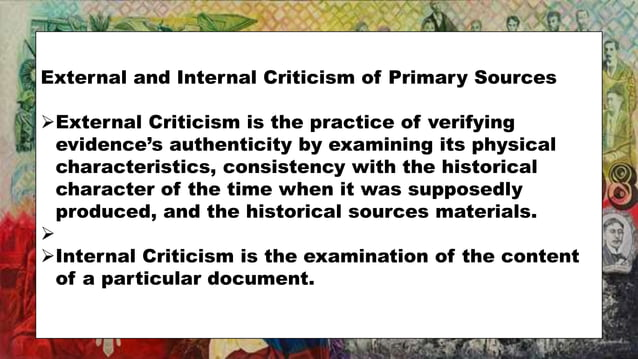 External and Internal Criticism of Primary Sources
➢External Criticism is the practice of verifying
evidence’s authenticity by examining its physical
characteristics, consistency with the historical
character of the time when it was supposedly
produced, and the historical sources materials.
➢
➢Internal Criticism is the examination of the content
of a particular document.